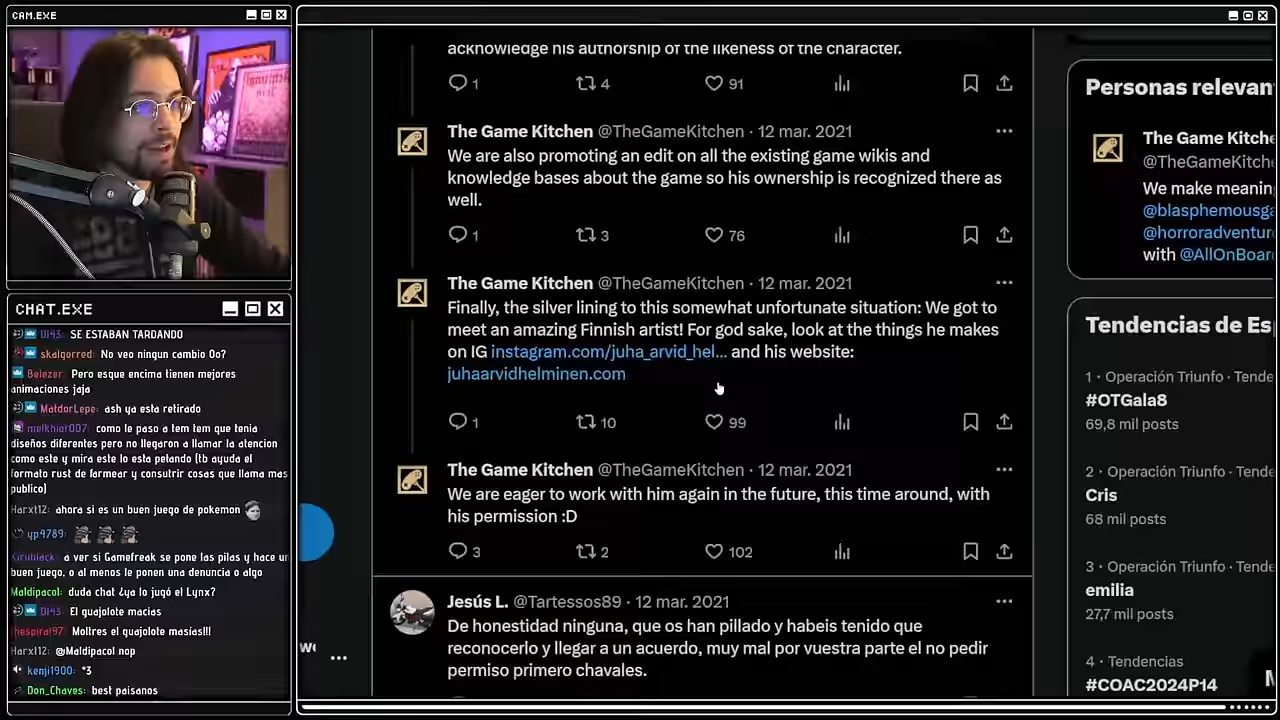 CAM.EXE
CHAT.EXE
DI43: SE ESTABAN TARDANDO
skalgorred: No veo ningun cambio Oo?
Belezer: Pero esque encima tienen mejores
animaciones jaja
MatdorLepe: ash ya esta retirado
melkhior007: como le paso a tem tem que tenia
diseños diferentes pero no llegaron a llamar la atencion
como este y mira este lo esta petando (tb ayuda el
formato rust de farmear y consutrir cosas que llama mas
publico)
Harxt12: ahora si es un buen juego de pokemon
yp4789:
a ver si Gamefreak se pone las pilas y hace un
buen juego, o al menos le ponen una denuncia o algo
Maldipacol: duda chat ¿ya lo jugó el Lynx?
DI43: El guajolote macias
Thespiral97: Moltres el guajolote masias!!!
Harxt12: @Maldipacol nop
kenji1900: °3
Don_Chaves: best paisanos
acknowledge his authorship of the likeness of the character.
1 4 91
The Game Kitchen @TheGameKitchen · 12 mar. 2021
We are also promoting an edit on all the existing game wikis and
knowledge bases about the game so his ownership is recognized there as
well.
1 3 76
The Game Kitchen @TheGameKitchen · 12 mar. 2021
Finally, the silver lining to this somewhat unfortunate situation: We got to
meet an amazing Finnish artist! For god sake, look at the things he makes
on IG instagram.com/juha_arvid_hel... and his website:
juhaarvidhelminen.com
1 10 99
The Game Kitchen @TheGameKitchen · 12 mar. 2021
We are eager to work with him again in the future, this time around, with
his permission :D
3 2 102
Jesús L. @Tartessos89 · 12 mar. 2021
De honestidad ninguna, que os han pillado y habeis tenido que
reconocerlo y llegar a un acuerdo, muy mal por vuestra parte el no pedir
permiso primero chavales.
Personas relevan
The Game Kitche
@TheGameKitche
We make meanin
@blasphemousga
@horroradventur
with @AllOnBoar
Tendencias de Es
1 · Operación Triunfo · Tende
#OTGala8
69,8 mil posts
2 · Operación Triunfo · Tende
Cris
68 mil posts
3 · Operación Triunfo · Tende
emilia
27,7 mil posts
4 · Tendencias
#COAC2024P14